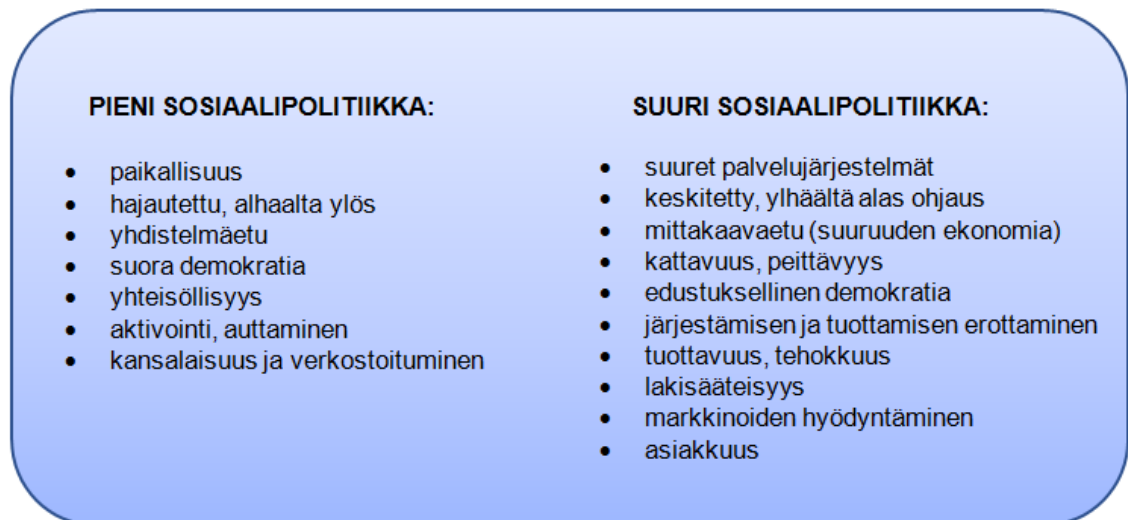 PIENI SOSIAALIPOLITIIKKA:
• paikallisuus
• hajautettu, alhaalta ylös
• yhdistelmäetu
• suora demokratia
• yhteisöllisyys
• aktivointi, auttaminen
• kansalaisuus ja verkostoituminen
SUURI SOSIAALIPOLITIIKKA:
• suuret palvelujärjestelmät
• keskitetty, ylhäältä alas ohjaus
• mittakaavaetu (suuruuden ekonomia)
• kattavuus, peittävyys
• edustuksellinen demokratia
• järjestämisen ja tuottamisen erottaminen
• tuottavuus, tehokkuus
• lakisääteisyys
• markkinoiden hyödyntäminen
• asiakkuus